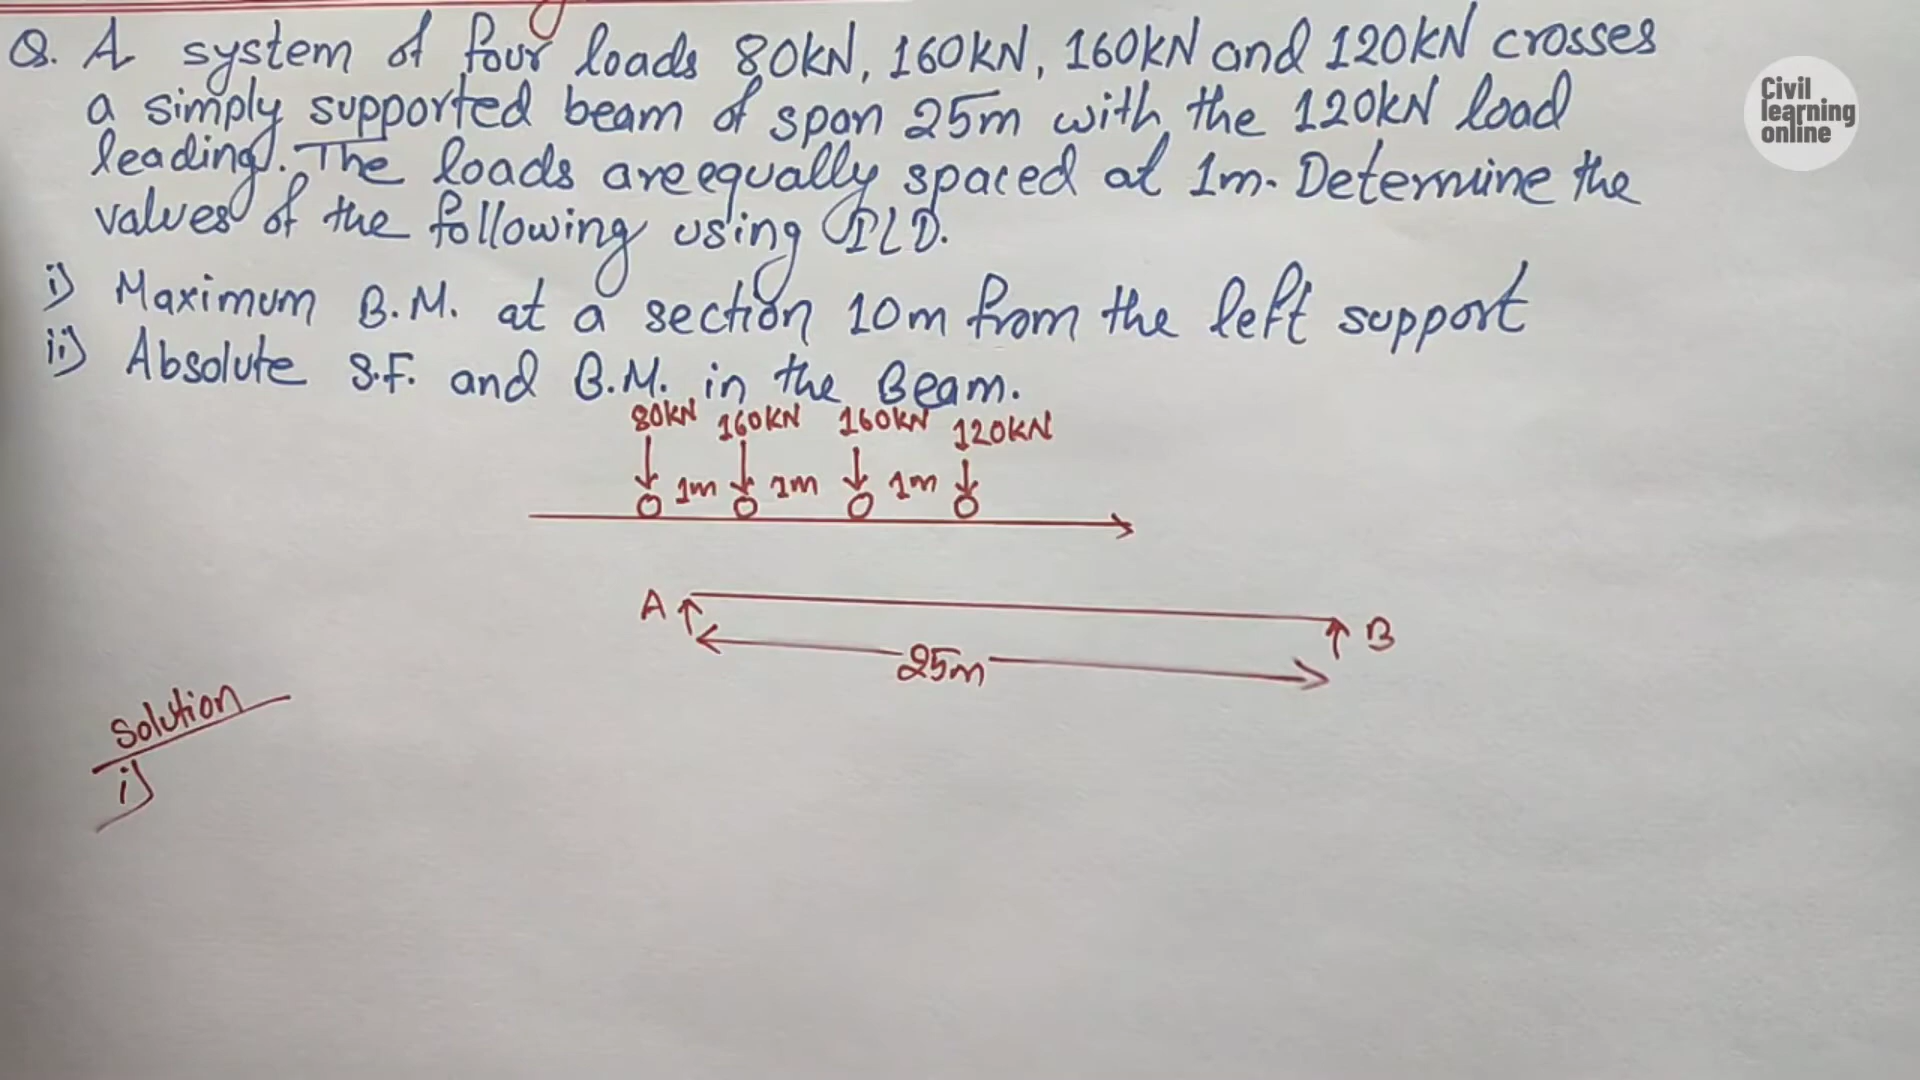 Q. A system of four loads 80kN, 160kN, 160kN and 120kN crosses
a simply supported beam of span 25m with the 120kN load
leading. The loads are equally spaced at 1m. Determine the
values of the following using ILD.
i) Maximum B.M. at a section 10m from the left support
ii) Absolute S.F. and B.M. in the Beam.
80kN 160kN 160kN 120kN
1m 1m 1m
A B
25m
Solution
i)
Civil
learning
online